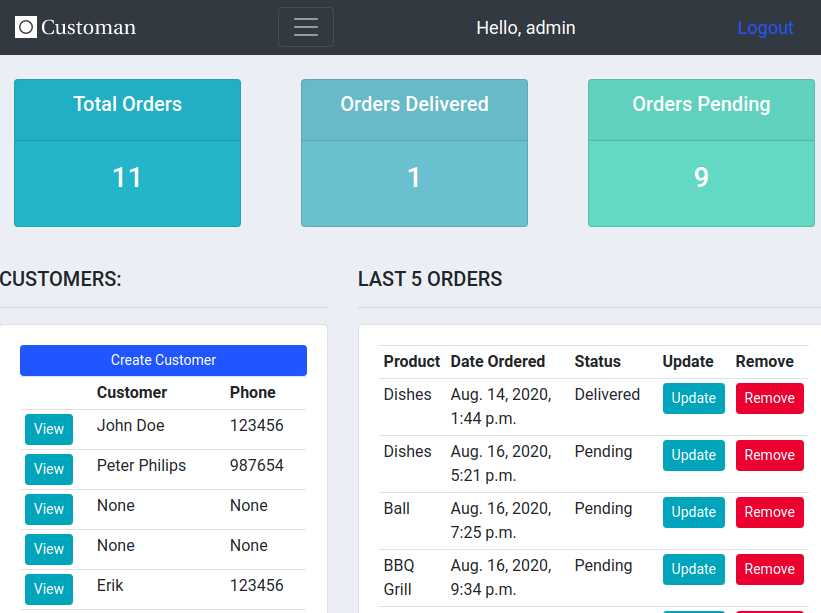 Customan
Hello, admin
Logout
Total Orders
Orders Delivered
Orders Pending
11
1
9
CUSTOMERS:
Create Customer
Customer Phone
View John Doe 123456
View Peter Philips 987654
View None None
View None None
View Erik 123456
LAST 5 ORDERS
Product Date Ordered Status Update Remove
Dishes Aug. 14, 2020, Delivered Update Remove
1:44 p.m.
Dishes Aug. 16, 2020, Pending Update Remove
5:21 p.m.
Ball Aug. 16, 2020, Pending Update Remove
7:25 p.m.
BBQ Aug. 16, 2020, Pending Update Remove
Grill 9:34 p.m.